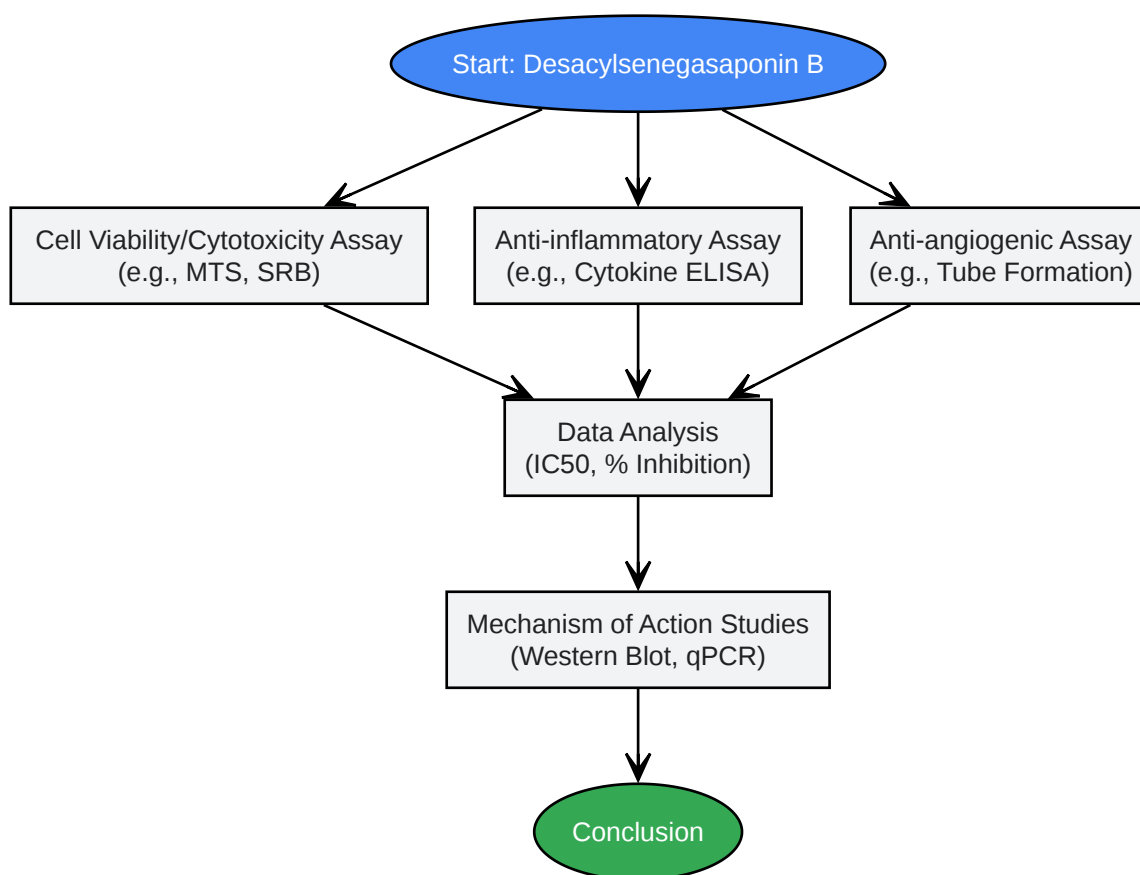 Start: Desacylsenegasaponin B
Cell Viability/Cytotoxicity Assay
(e.g., MTS, SRB)
Anti-inflammatory Assay
(e.g., Cytokine ELISA)
Anti-angiogenic Assay
(e.g., Tube Formation)
Data Analysis
(IC50, % Inhibition)
Mechanism of Action Studies
(Western Blot, qPCR)
Conclusion